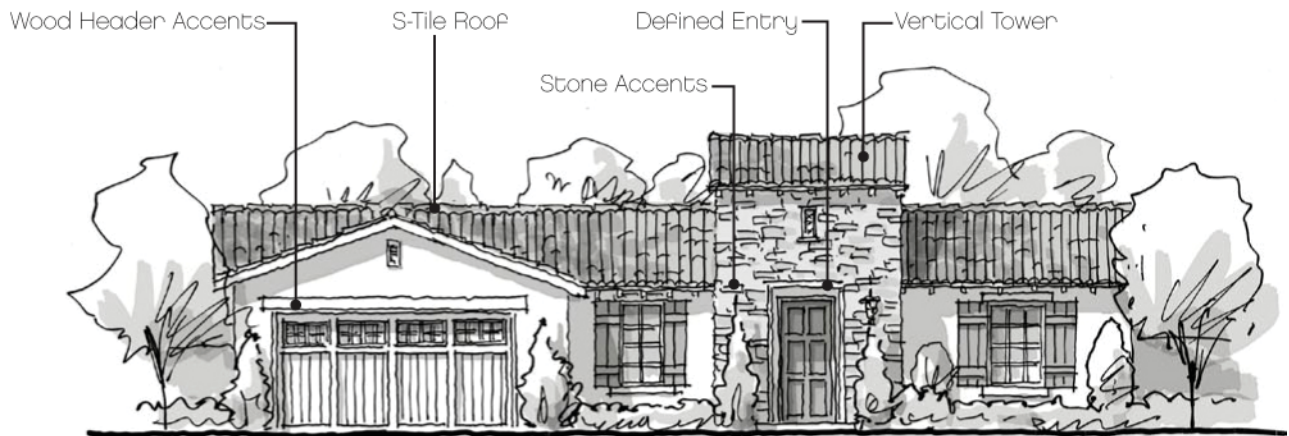 Wood Header Accents
S-Tile Roof
Defined Entry
Vertical Tower
Stone Accents